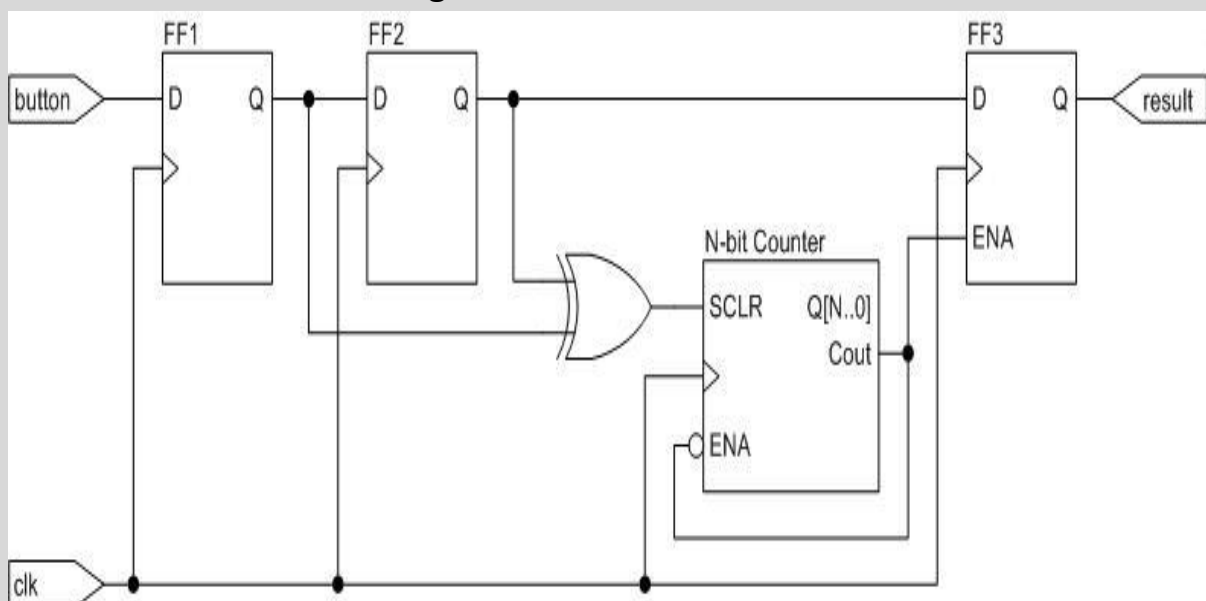 FF1
FF2
FF3
button
D
Q
D
Q
D
Q
result
N-bit Counter
ENA
SCLR
Q[N..0]
Cout
ENA
clk